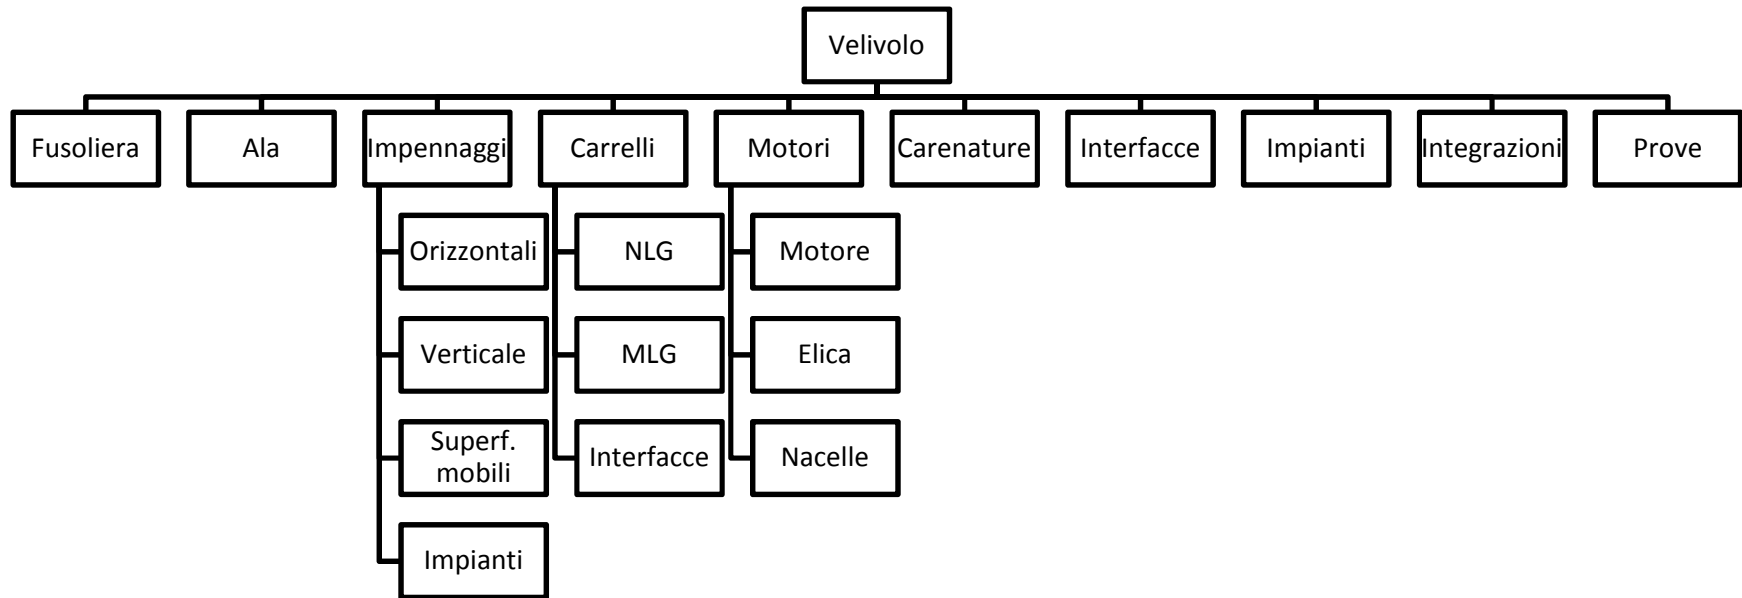 Velivolo
Fusoliera
Ala
Impennaggi
Carrelli
Motori
Carenature
Interfacce
Impianti
Integrazioni
Prove
Orizzontali
NLG
Motore
Verticale
MLG
Elica
Superf.
mobili
Interfacce
Nacelle
Impianti